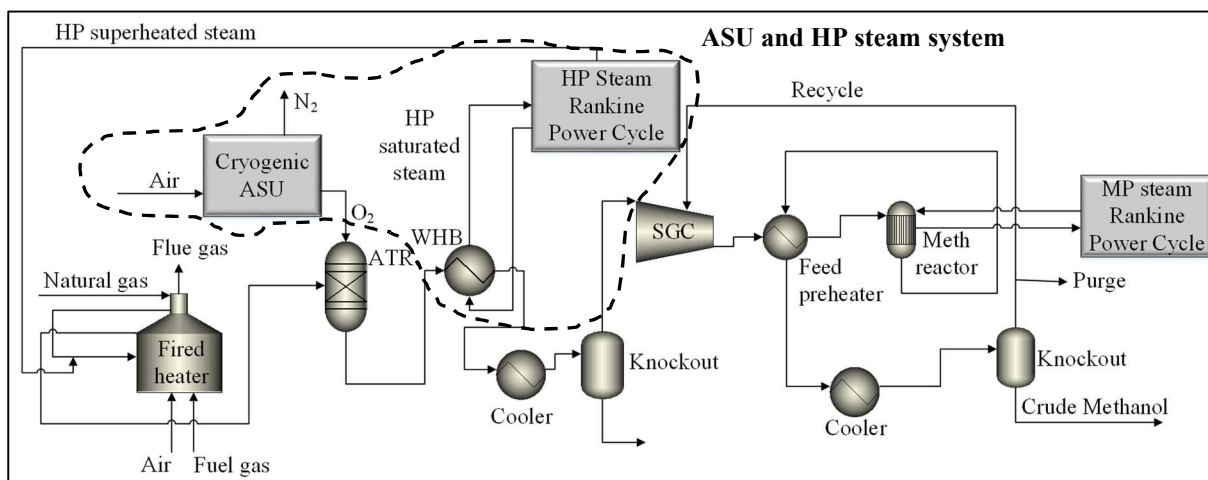 HP superheated steam
ASU and HP steam system
N2
HP Steam
Rankine
Power Cycle
Recycle
HP
saturated
steam
Cryogenic
ASU
Air
O2
MP steam
Rankine
Power Cycle
SGC
WHB
Flue gas
ATR
Meth
reactor
Feed
preheater
Natural gas
Purge
Fired
heater
Knockout
Knockout
Cooler
Cooler
Crude Methanol
Air
Fuel gas